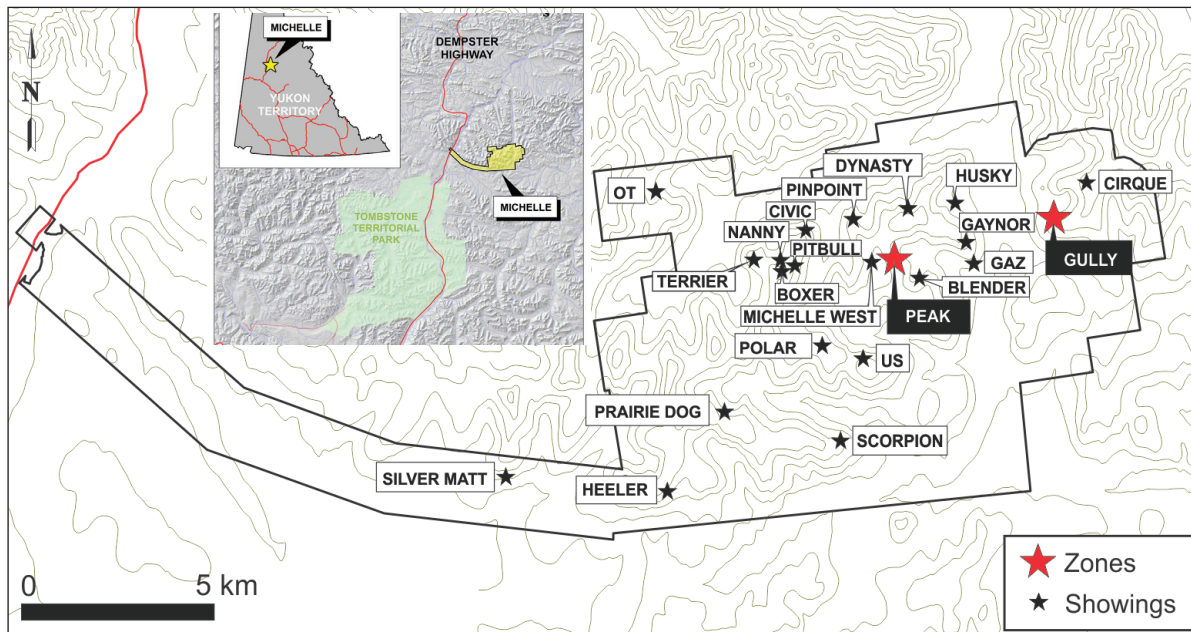 N
MICHELLE
YUKON
TERRITORY
DEMPSTER
HIGHWAY
MICHELLE
TOMBSTONE
TERRITORIAL
PARK
OT
DYNASTY
PINPOINT
CIVIC
NANNY
PITBULL
TERRIER
BOXER
MICHELLE WEST
HUSKY
CIRQUE
GAYNOR
GAZ
GULLY
BLENDER
PEAK
POLAR
US
PRAIRIE DOG
SCORPION
SILVER MATT
HEELER
0 5 km
Zones
Showings